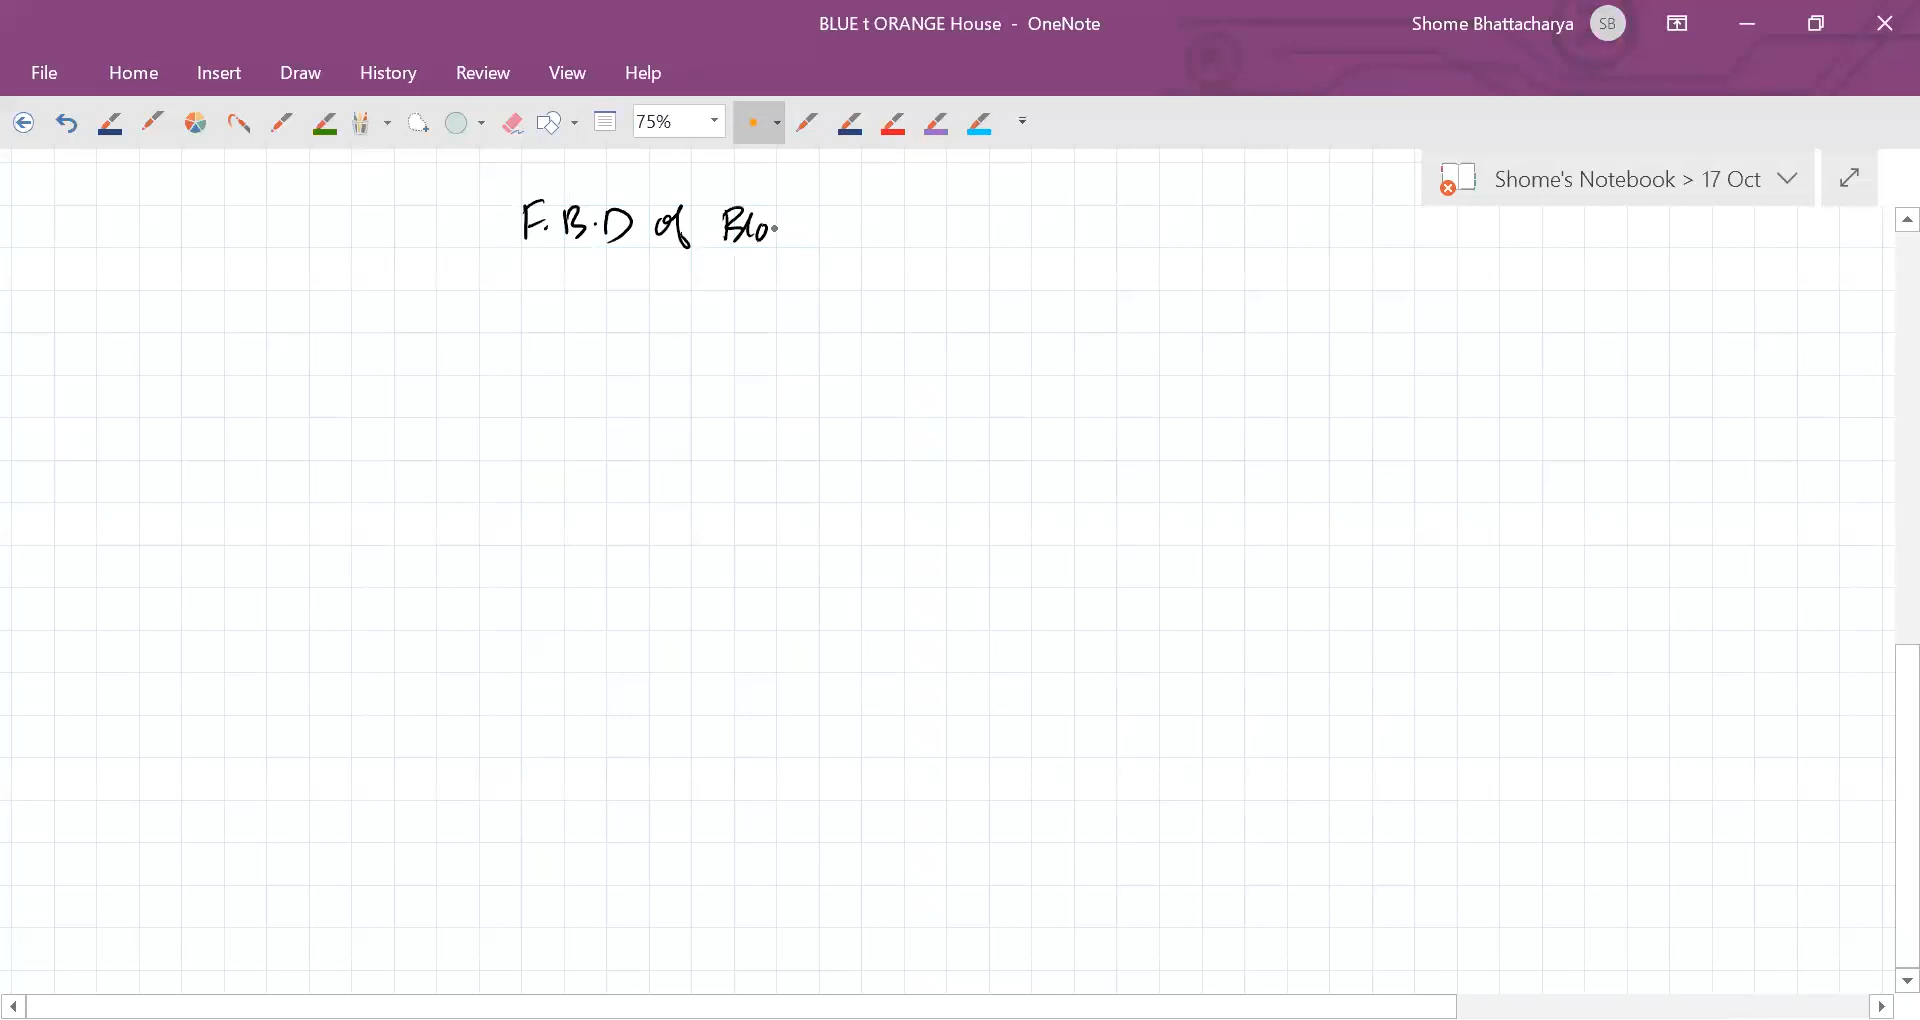 BLUE t ORANGE House - OneNote
Shome Bhattacharya SB
File Home Insert Draw History Review View Help
75%
Shome's Notebook > 17 Oct
F.B.D of Blo